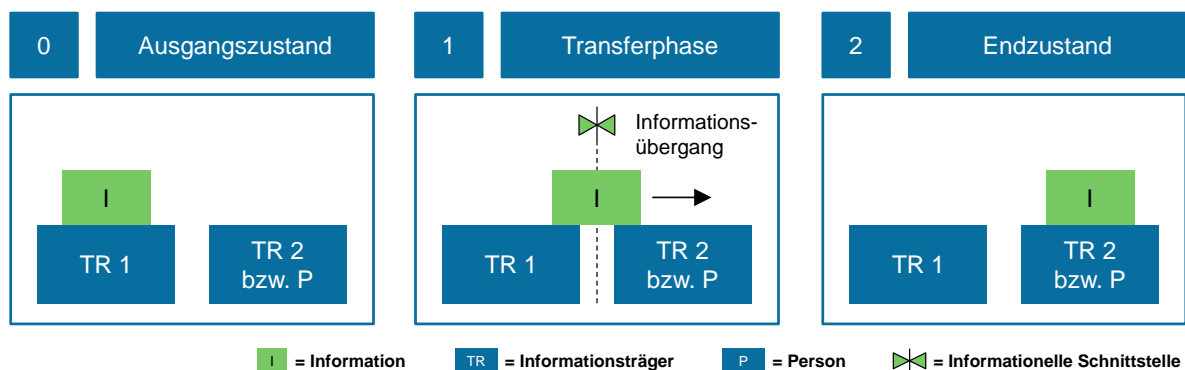 0
Ausgangszustand
1
Transferphase
2
Endzustand
I
TR 1
TR 2
bzw. P
Informations-
übergang
I
TR 1
TR 2
bzw. P
I
TR 1
TR 2
bzw. P
I = Information
TR = Informationsträger
P = Person
= Informationelle Schnittstelle